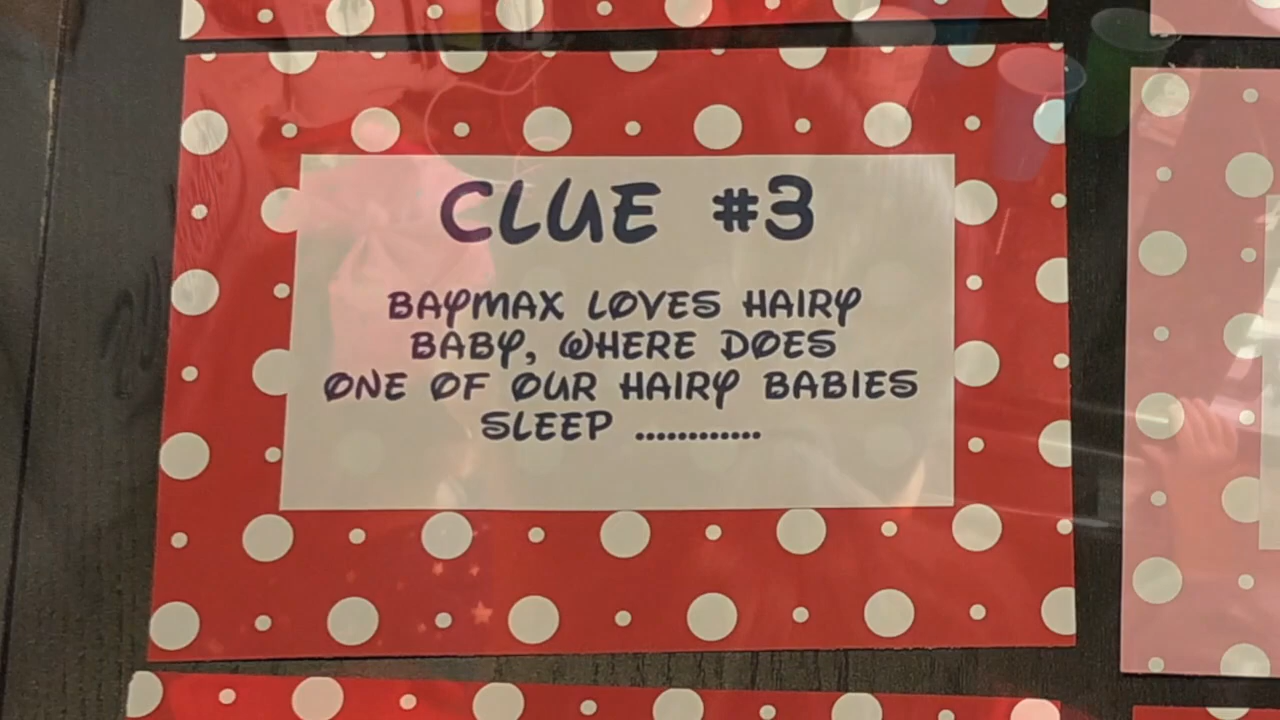 CLUE #3
BAYMAX LOVES HAIRY
BABY, WHERE DOES
ONE OF OUR HAIRY BABIES
SLEEP ............